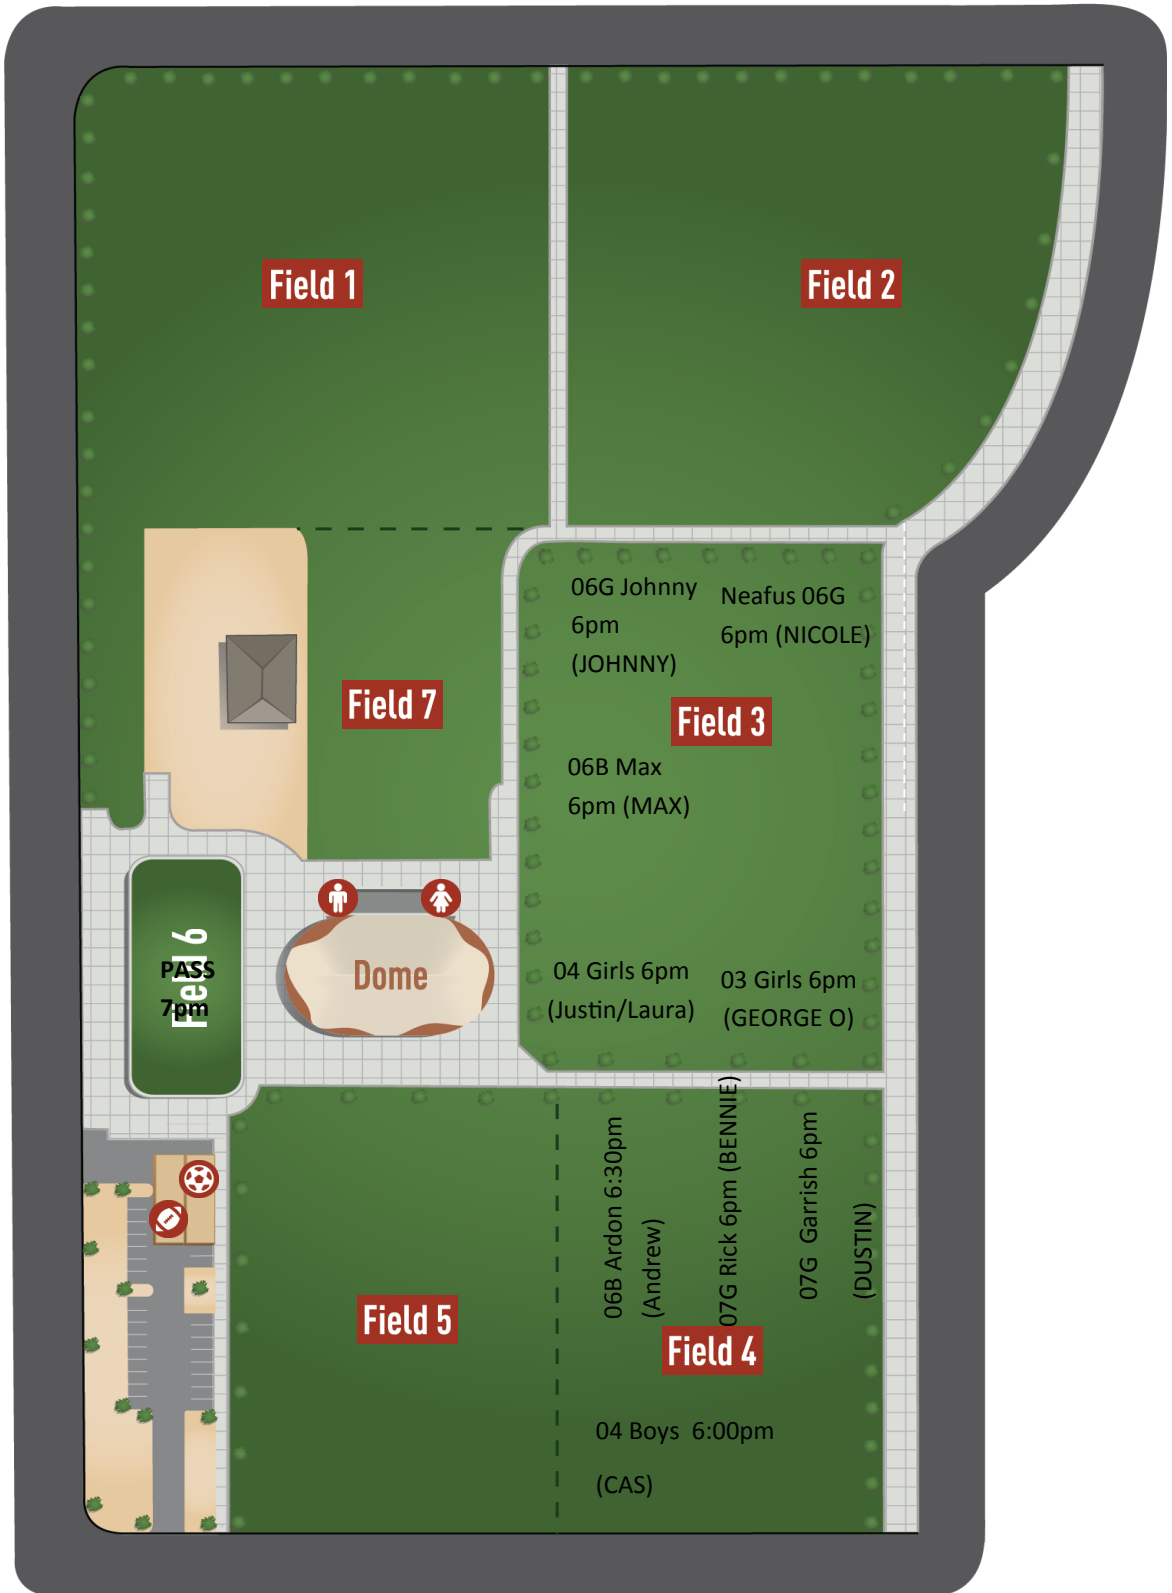 Field 1
Field 2
06G Johnny
6pm
(JOHNNY)
Neafus 06G
6pm (NICOLE)
Field 7
Field 3
06B Max
6pm (MAX)
Field 6
PASS
7pm
Dome
04 Girls 6pm
(Justin/Laura)
03 Girls 6pm
(GEORGE O)
06B Ardon 6:30pm
(Andrew)
07G Rick 6pm (BENNIE)
07G Garrish 6pm
(DUSTIN)
Field 5
Field 4
04 Boys 6:00pm
(CAS)